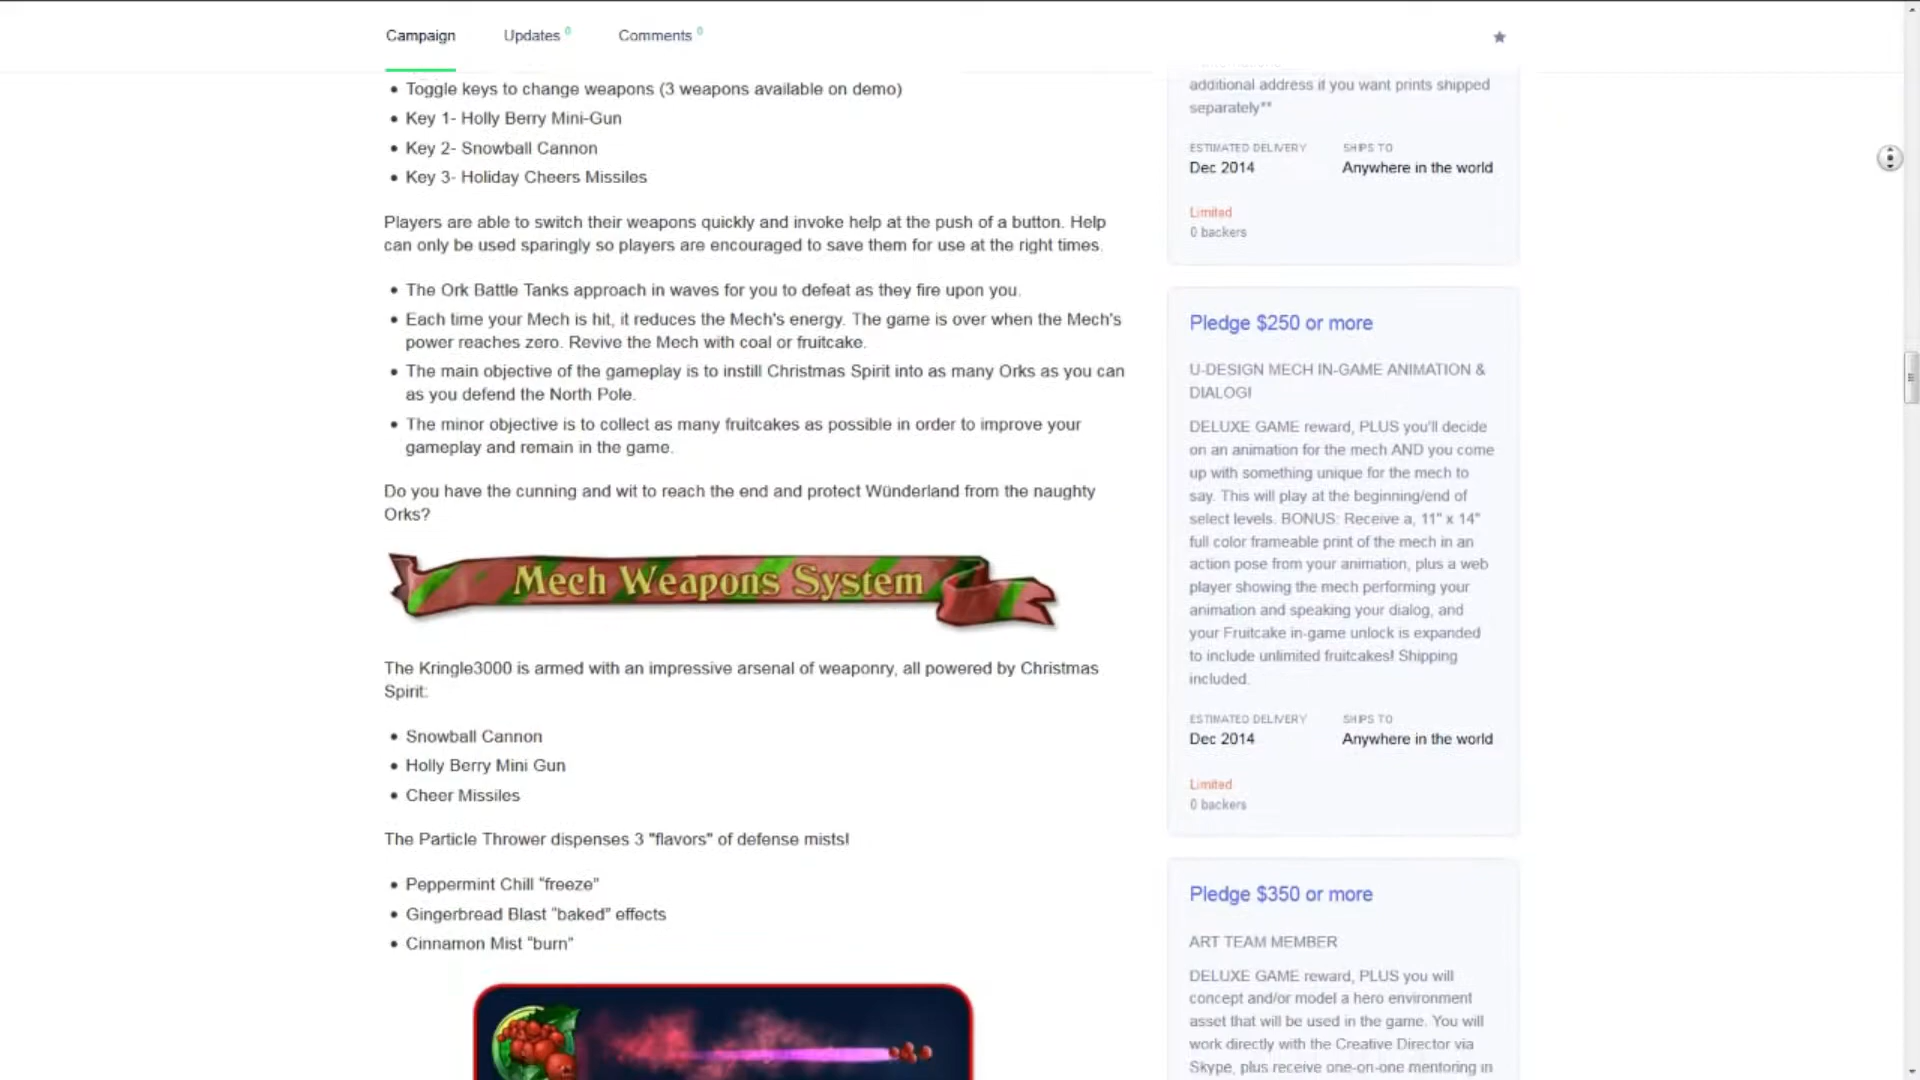 Campaign
Updates 0
Comments 0
Toggle keys to change weapons (3 weapons available on demo)
Key 1- Holly Berry Mini-Gun
Key 2- Snowball Cannon
Key 3- Holiday Cheers Missiles
Players are able to switch their weapons quickly and invoke help at the push of a button. Help
can only be used sparingly so players are encouraged to save them for use at the right times.
The Ork Battle Tanks approach in waves for you to defeat as they fire upon you.
Each time your Mech is hit, it reduces the Mech's energy. The game is over when the Mech's
power reaches zero. Revive the Mech with coal or fruitcake.
The main objective of the gameplay is to instill Christmas Spirit into as many Orks as you can
as you defend the North Pole.
The minor objective is to collect as many fruitcakes as possible in order to improve your
gameplay and remain in the game.
Do you have the cunning and wit to reach the end and protect Wünderland from the naughty
Orks?
Mech Weapons System
The Kringle3000 is armed with an impressive arsenal of weaponry, all powered by Christmas
Spirit:
Snowball Cannon
Holly Berry Mini Gun
Cheer Missiles
The Particle Thrower dispenses 3 "flavors" of defense mists!
Peppermint Chill “freeze”
Gingerbread Blast “baked” effects
Cinnamon Mist “burn”
additional address if you want prints shipped
separately**
ESTIMATED DELIVERY
Dec 2014
SHIPS TO
Anywhere in the world
Limited
0 backers
Pledge $250 or more
U-DESIGN MECH IN-GAME ANIMATION &
DIALOG!
DELUXE GAME reward, PLUS you'll decide
on an animation for the mech AND you come
up with something unique for the mech to
say. This will play at the beginning/end of
select levels. BONUS: Receive a, 11" x 14"
full color frameable print of the mech in an
action pose from your animation, plus a web
player showing the mech performing your
animation and speaking your dialog, and
your Fruitcake in-game unlock is expanded
to include unlimited fruitcakes! Shipping
included.
ESTIMATED DELIVERY
Dec 2014
SHIPS TO
Anywhere in the world
Limited
0 backers
Pledge $350 or more
ART TEAM MEMBER
DELUXE GAME reward, PLUS you will
concept and/or model a hero environment
asset that will be used in the game. You will
work directly with the Creative Director via
Skype, plus receive one-on-one mentoring in